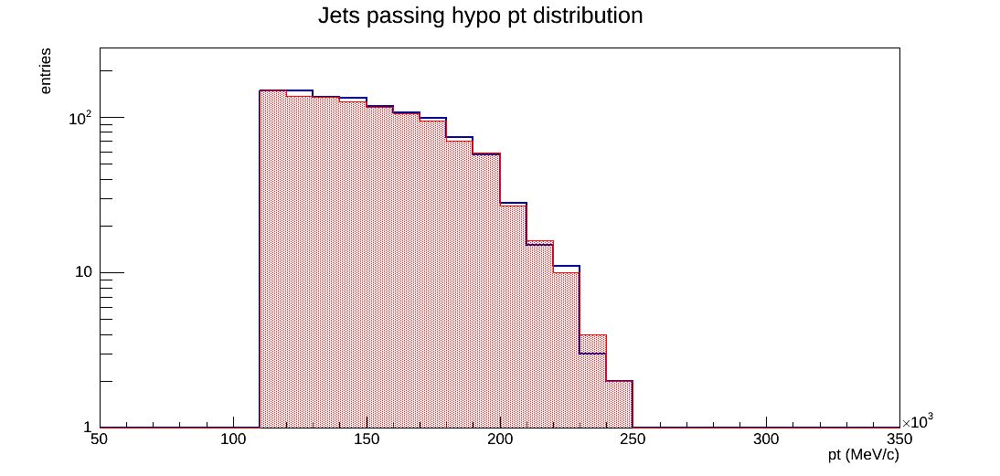 Jets passing hypo pt distribution
entries
10²
10
1
50 100 150 200 250 300 350
×10³
pt (MeV/c)